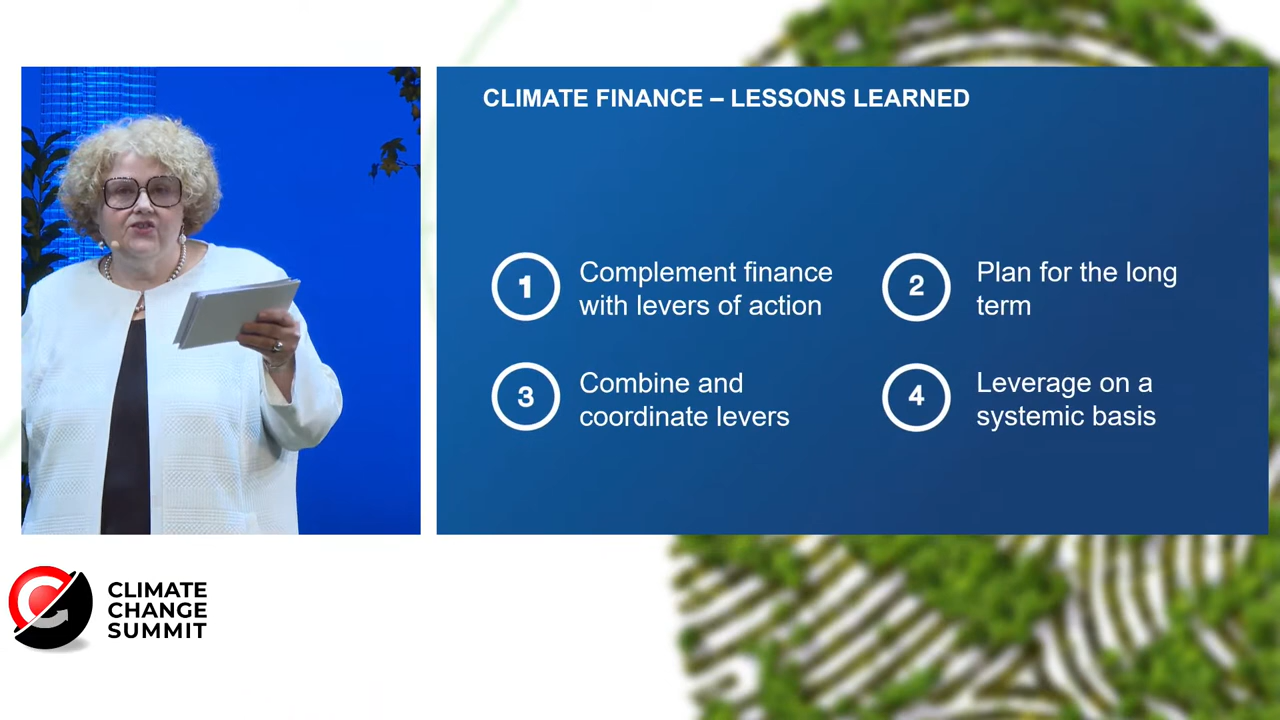 CLIMATE FINANCE – LESSONS LEARNED
1
Complement finance
with levers of action
2
Plan for the long
term
3
Combine and
coordinate levers
4
Leverage on a
systemic basis
CLIMATE
CHANGE
SUMMIT